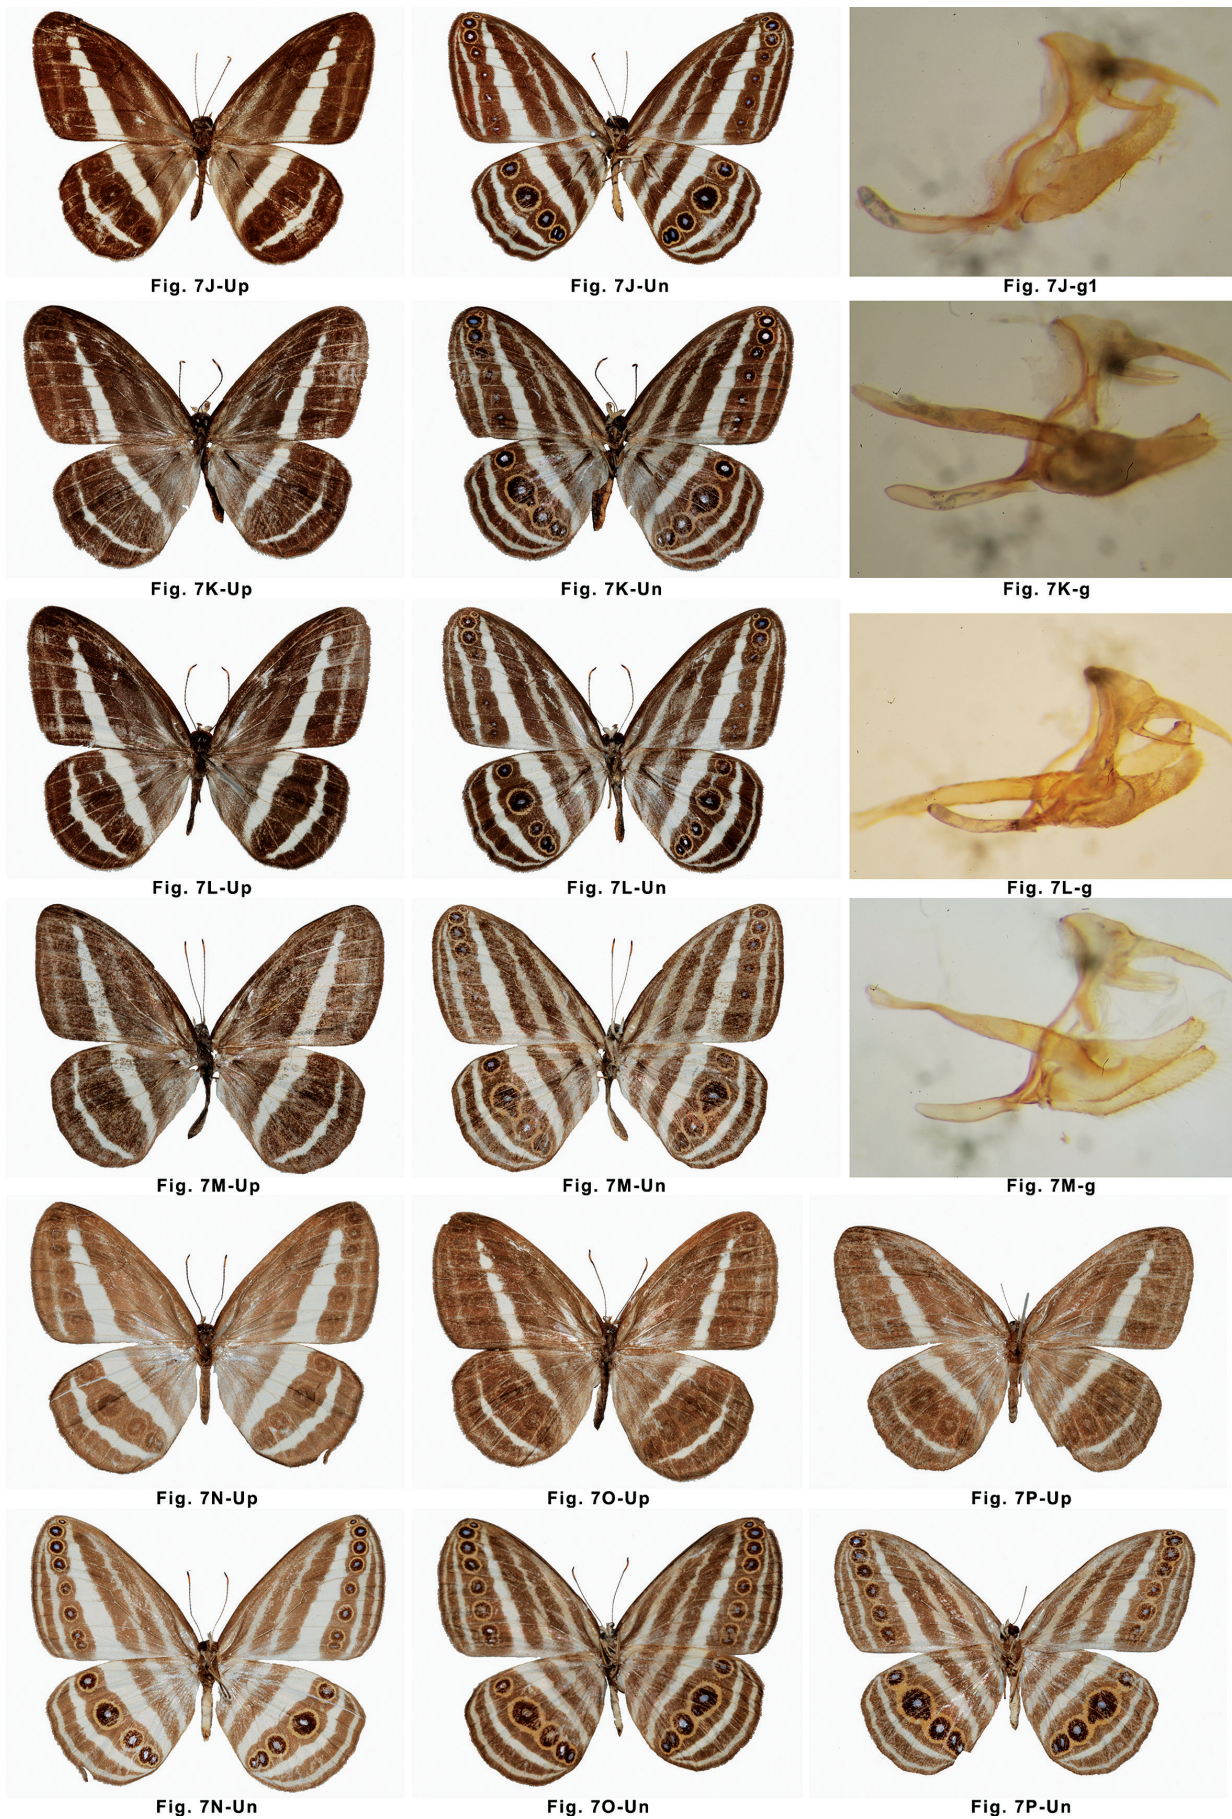 Fig. 7J-Up
Fig. 7J-Un
Fig. 7J-g1
Fig. 7K-Up
Fig. 7K-Un
Fig. 7K-g
Fig. 7L-Up
Fig. 7L-Un
Fig. 7L-g
Fig. 7M-Up
Fig. 7M-Un
Fig. 7M-g
Fig. 7N-Up
Fig. 7O-Up
Fig. 7P-Up
Fig. 7N-Un
Fig. 7O-Un
Fig. 7P-Un